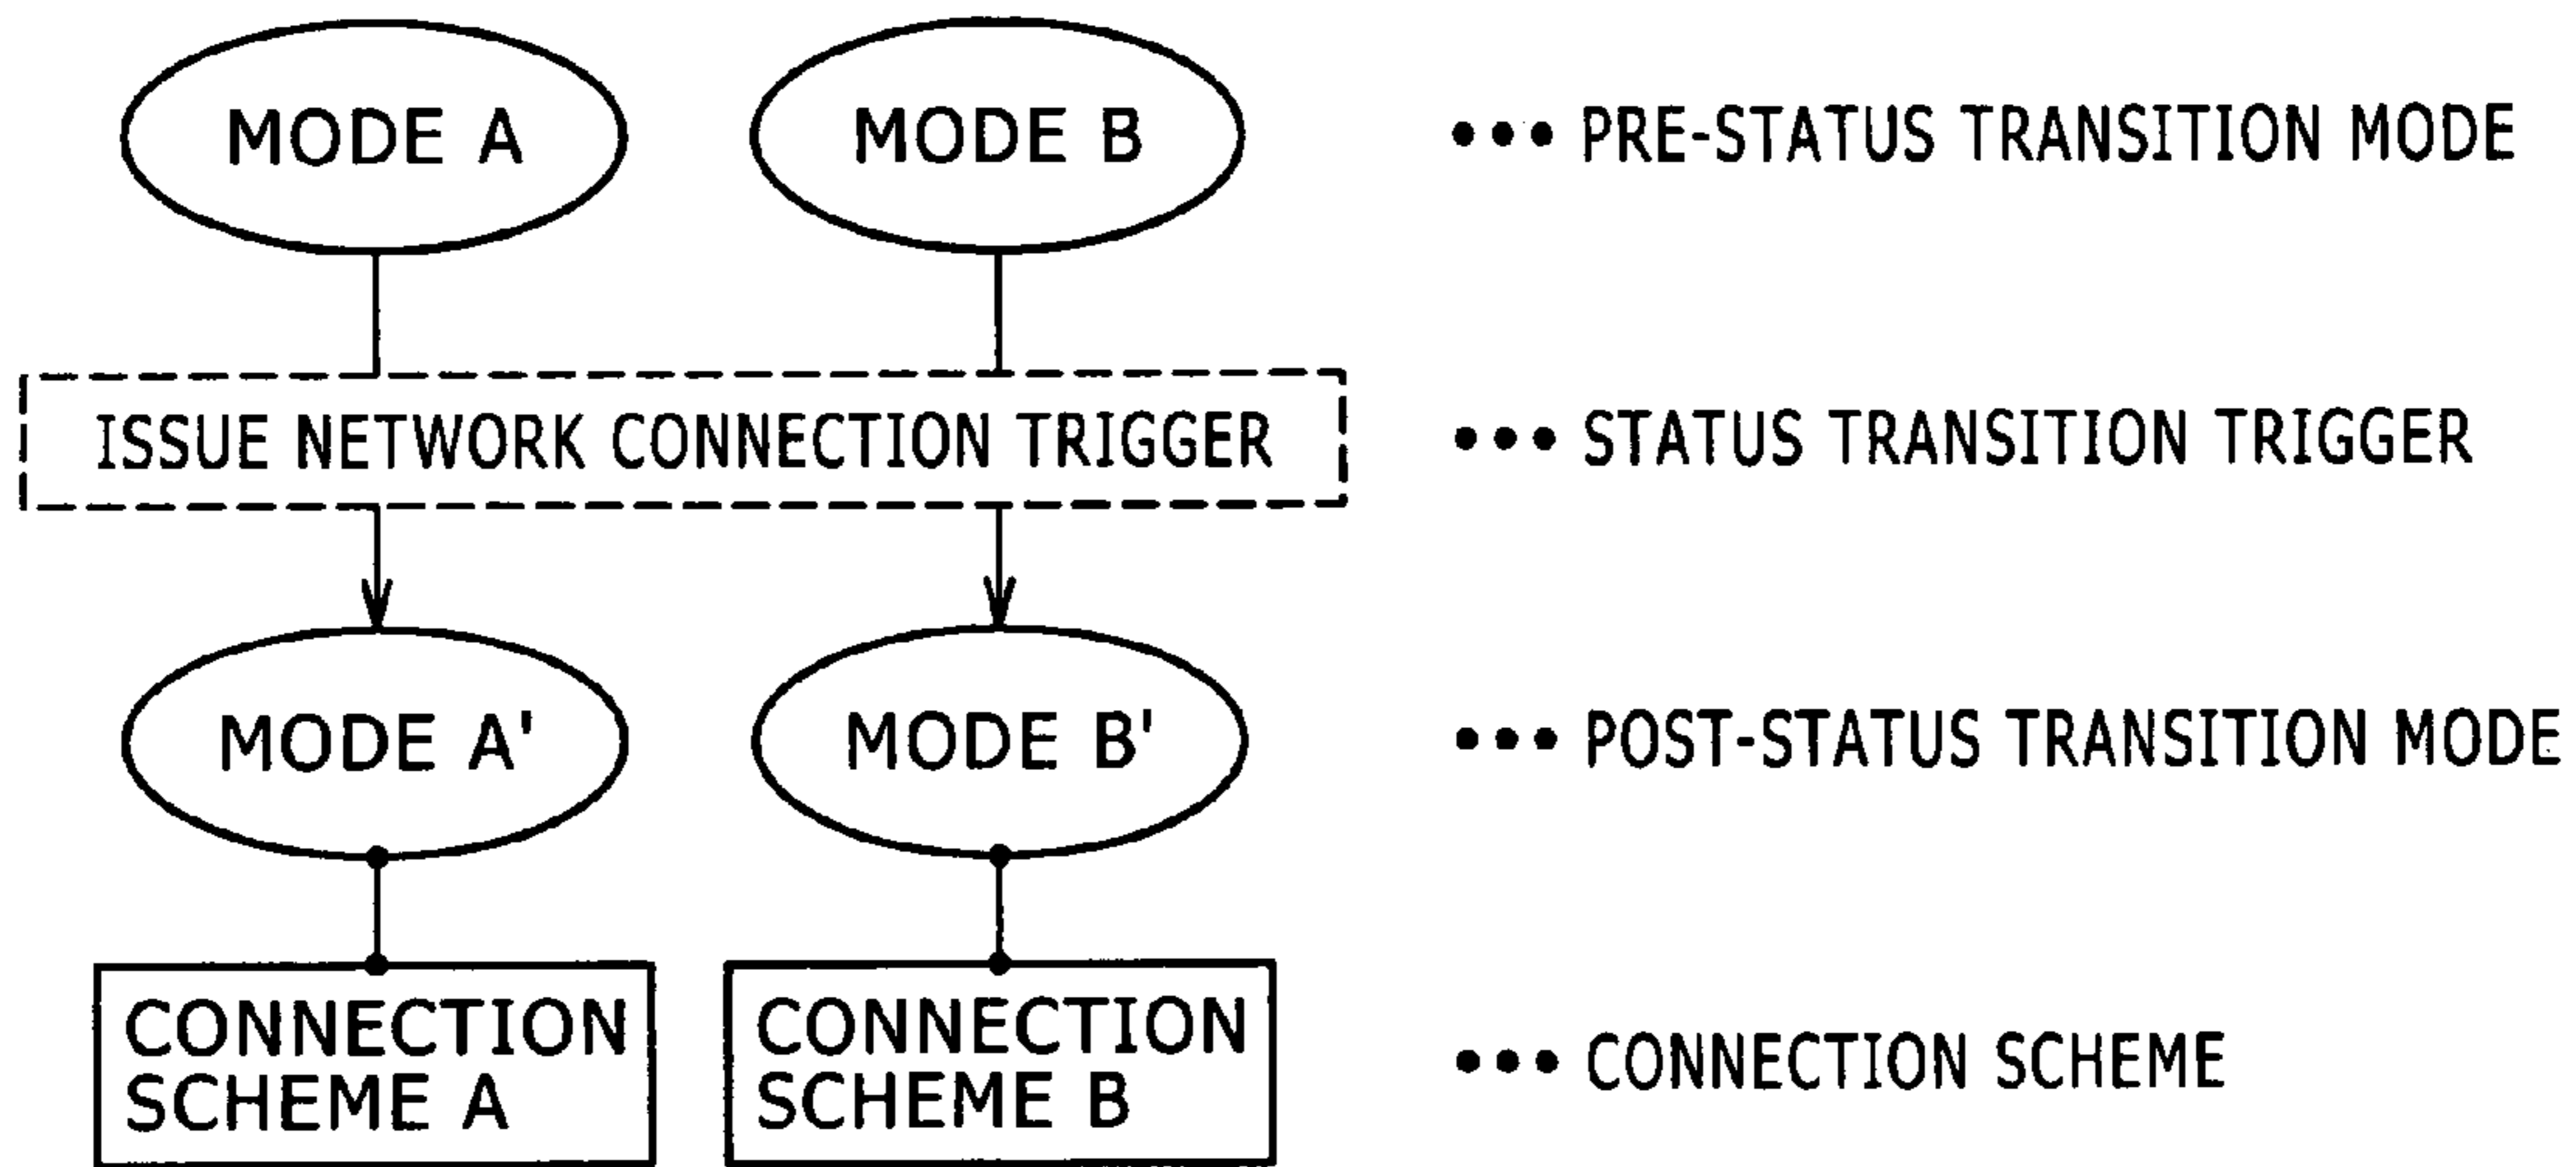 MODE A MODE B ••• PRE-STATUS TRANSITION MODE
ISSUE NETWORK CONNECTION TRIGGER ••• STATUS TRANSITION TRIGGER
MODE A' MODE B' ••• POST-STATUS TRANSITION MODE
CONNECTION
SCHEME A
CONNECTION
SCHEME B
••• CONNECTION SCHEME